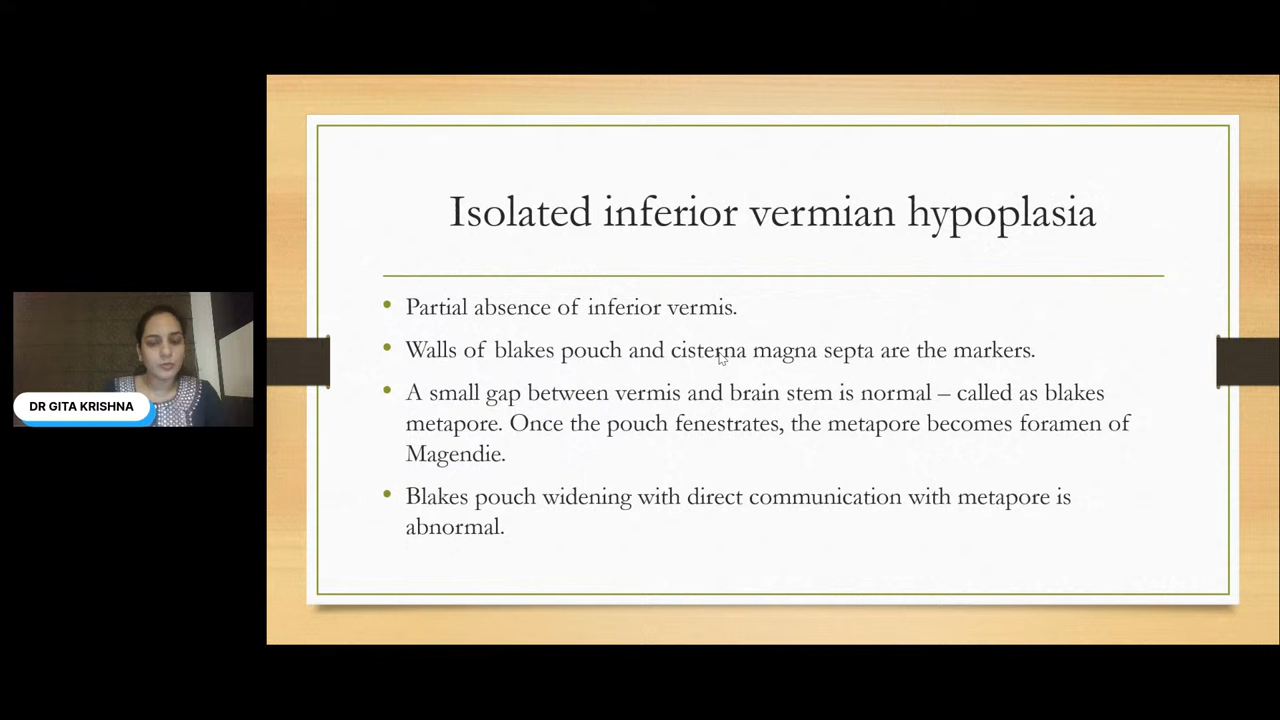 Isolated inferior vermian hypoplasia
• Partial absence of inferior vermis.
• Walls of blakes pouch and cisterna magna septa are the markers.
• A small gap between vermis and brain stem is normal – called as blakes
metapore. Once the pouch fenestrates, the metapore becomes foramen of
Magendie.
• Blakes pouch widening with direct communication with metapore is
abnormal.
DR GITA KRISHNA